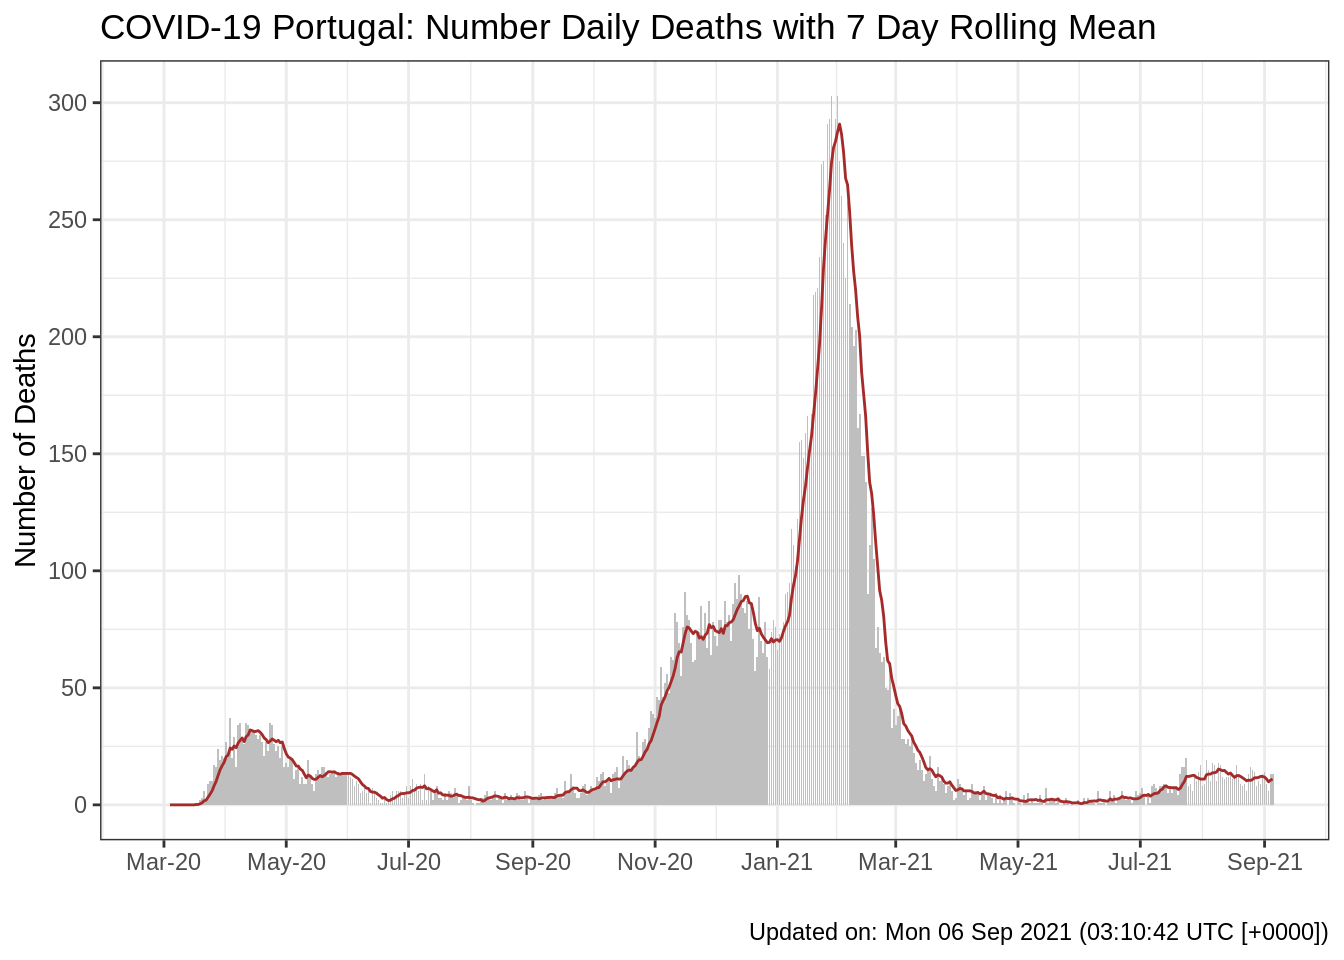 COVID-19 Portugal: Number Daily Deaths with 7 Day Rolling Mean
Number of Deaths
300
250
200
150
100
50
0
Mar-20 May-20 Jul-20 Sep-20 Nov-20 Jan-21 Mar-21 May-21 Jul-21 Sep-21
Updated on: Mon 06 Sep 2021 (03:10:42 UTC [+0000])